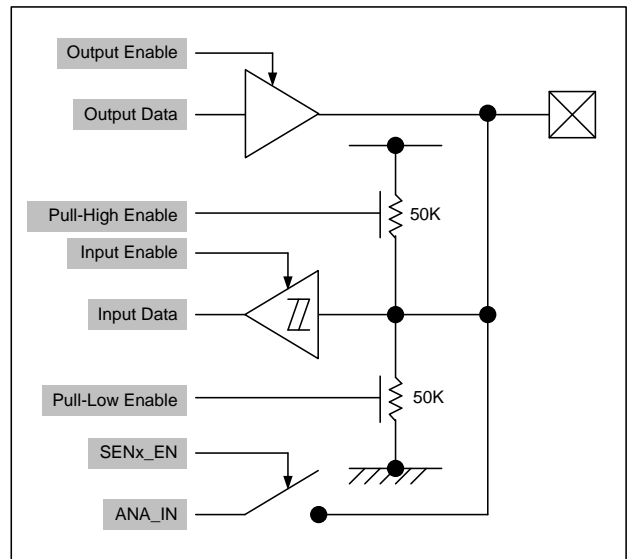 Output Enable
Output Data
Pull-High Enable
50K
Input Enable
Input Data
Pull-Low Enable
50K
SENx_EN
ANA_IN